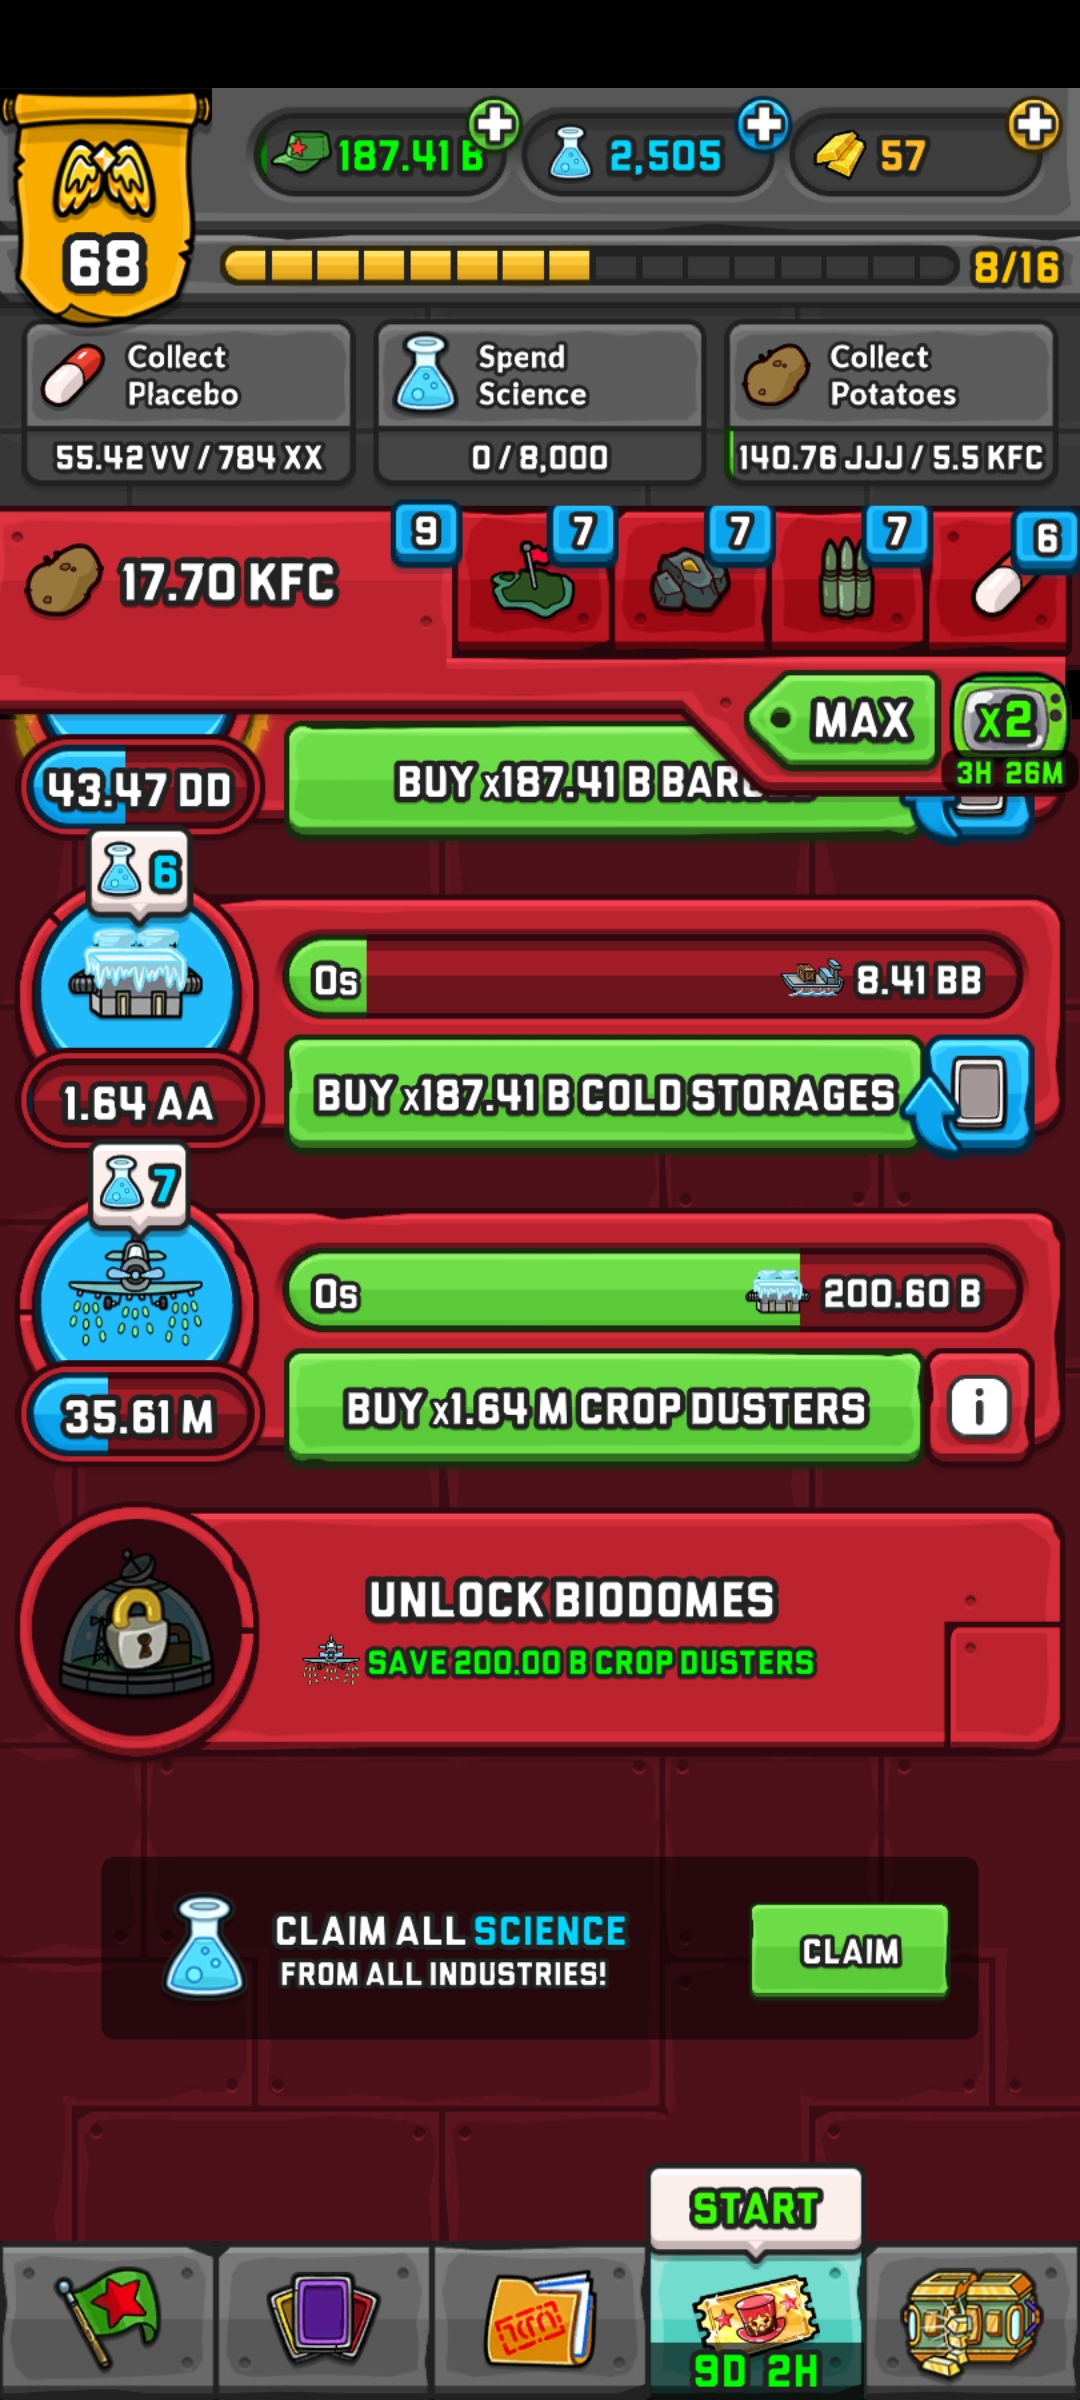 187.41 B
2,505
57
68
8/16
Collect
Placebo
55.42 VV / 784 XX
Spend
Science
0 / 8,000
Collect
Potatoes
140.76 JJJ / 5.5 KFC
17.70 KFC
9
7
7
7
6
MAX
x2
3H 26M
43.47 DD
BUY x187.41 B
6
0s
8.41 BB
1.64 AA
BUY x187.41 B COLD STORAGES
7
0s
200.60 B
35.61 M
BUY x1.64 M CROP DUSTERS
i
UNLOCK BIODOMES
SAVE 200.00 B CROP DUSTERS
CLAIM ALL SCIENCE
FROM ALL INDUSTRIES!
CLAIM
START
9D 2H